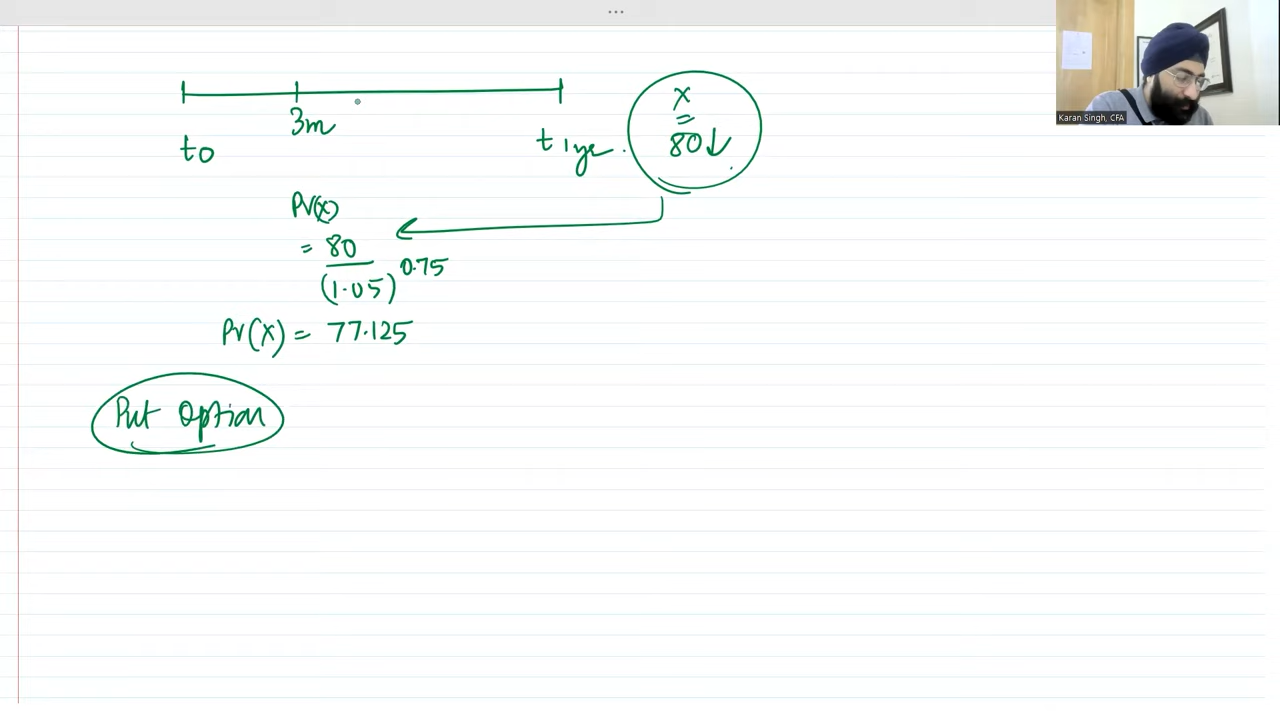 3m
t0
t 1yr.
X
=
80↓
PV(X)
= 80
(1.05)^0.75
PV(X) = 77.125
Put Option
Karan Singh, CFA